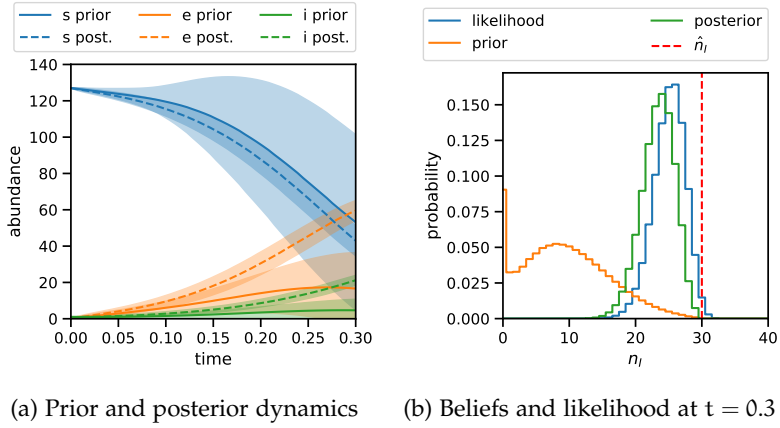 s prior e prior i prior
s post. e post. i post.
140
120
100
80
60
40
20
0
abundance
0.00 0.05 0.10 0.15 0.20 0.25 0.30
time
(a) Prior and posterior dynamics
likelihood posterior
prior n̂_I
0.150
0.125
0.100
0.075
0.050
0.025
0.000
probability
0 10 20 30 40
n_I
(b) Beliefs and likelihood at t = 0.3